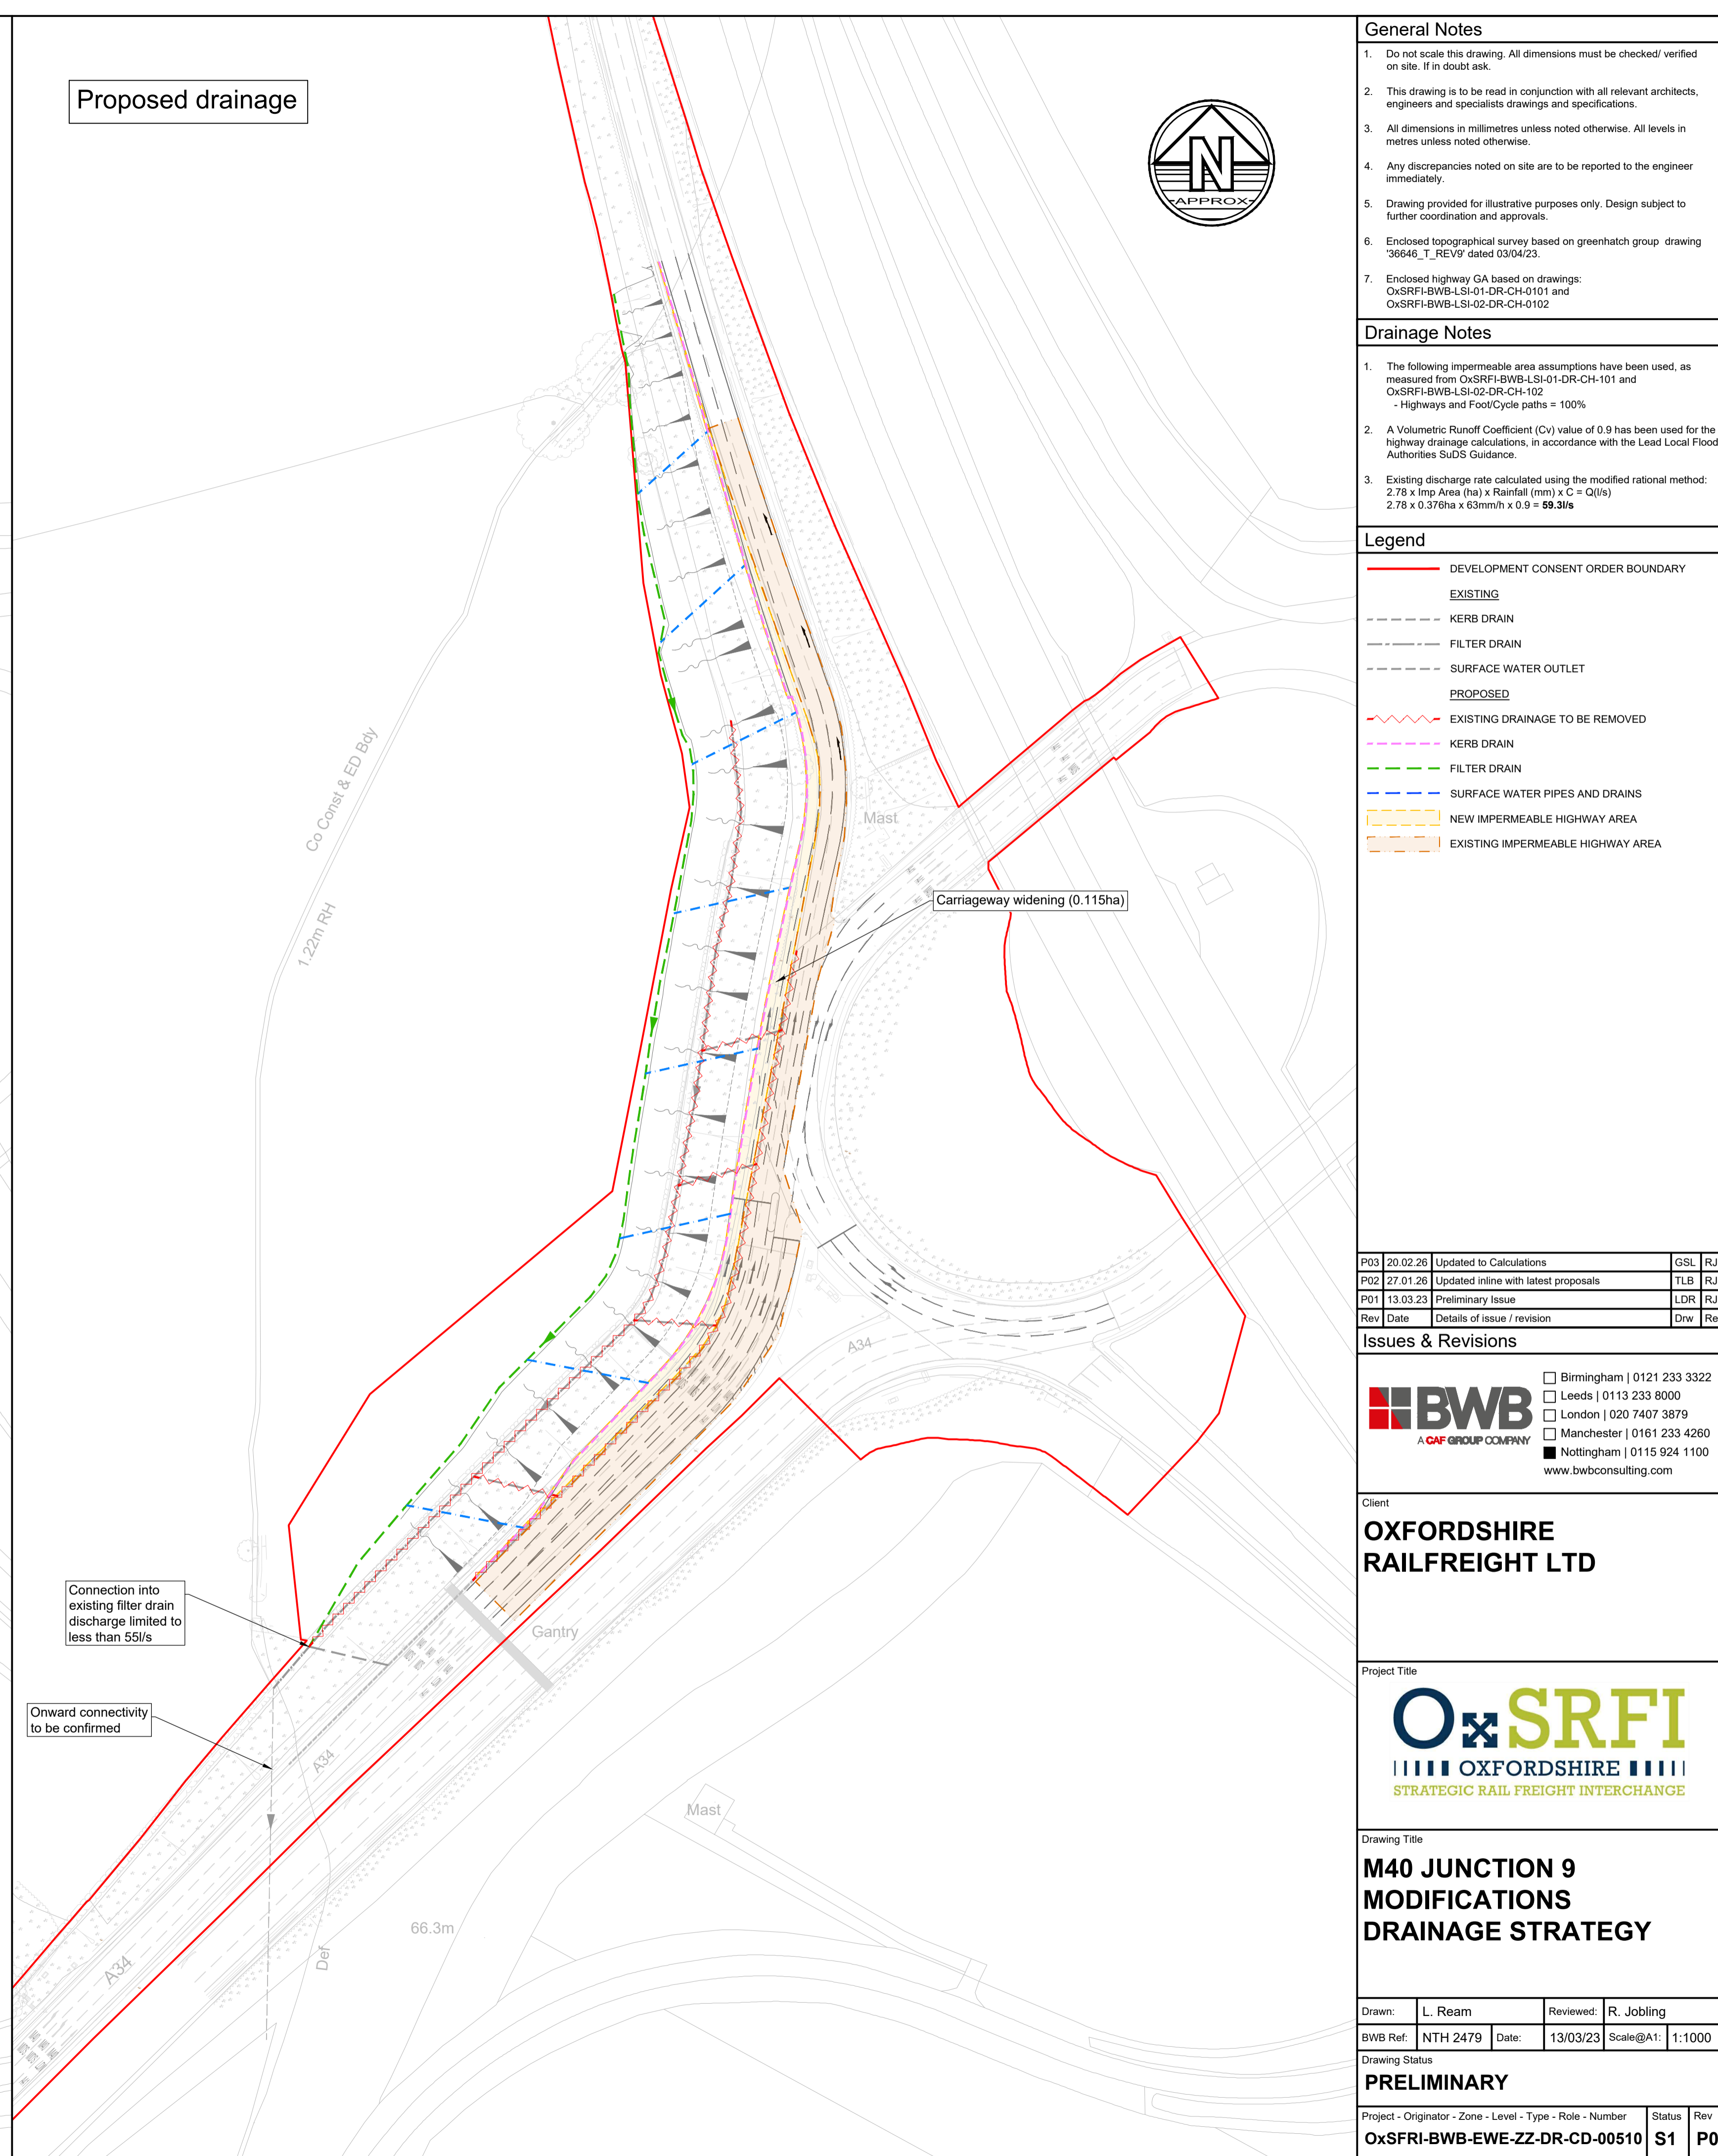 Proposed drainage
N
APPROX
Co Const & ED Bdy
1.22m RH
Mast
Carriageway widening (0.115ha)
A34
Connection into
existing filter drain
discharge limited to
less than 55l/s
Gantry
Onward connectivity
to be confirmed
A34
Mast
66.3m
Def
A34
General Notes
1. Do not scale this drawing. All dimensions must be checked/ verified
on site. If in doubt ask.
2. This drawing is to be read in conjunction with all relevant architects,
engineers and specialists drawings and specifications.
3. All dimensions in millimetres unless noted otherwise. All levels in
metres unless noted otherwise.
4. Any discrepancies noted on site are to be reported to the engineer
immediately.
5. Drawing provided for illustrative purposes only. Design subject to
further coordination and approvals.
6. Enclosed topographical survey based on greenhatch group drawing
'36646_T_REV9' dated 03/04/23.
7. Enclosed highway GA based on drawings:
OxSRFI-BWB-LSI-01-DR-CH-0101 and
OxSRFI-BWB-LSI-02-DR-CH-0102
Drainage Notes
1. The following impermeable area assumptions have been used, as
measured from OxSRFI-BWB-LSI-01-DR-CH-101 and
OxSRFI-BWB-LSI-02-DR-CH-102
- Highways and Foot/Cycle paths = 100%
2. A Volumetric Runoff Coefficient (Cv) value of 0.9 has been used for the
highway drainage calculations, in accordance with the Lead Local Flood
Authorities SuDS Guidance.
3. Existing discharge rate calculated using the modified rational method:
2.78 x Imp Area (ha) x Rainfall (mm) x C = Q(l/s)
2.78 x 0.376ha x 63mm/h x 0.9 = 59.3l/s
Legend
DEVELOPMENT CONSENT ORDER BOUNDARY
EXISTING
KERB DRAIN
FILTER DRAIN
SURFACE WATER OUTLET
PROPOSED
EXISTING DRAINAGE TO BE REMOVED
KERB DRAIN
FILTER DRAIN
SURFACE WATER PIPES AND DRAINS
NEW IMPERMEABLE HIGHWAY AREA
EXISTING IMPERMEABLE HIGHWAY AREA
P03 20.02.26 Updated to Calculations GSL RJ
P02 27.01.26 Updated inline with latest proposals TLB RJ
P01 13.03.23 Preliminary Issue LDR RJ
Rev Date Details of issue / revision Drw Re
Issues & Revisions
BWB
A CAF GROUP COMPANY
Birmingham | 0121 233 3322
Leeds | 0113 233 8000
London | 020 7407 3879
Manchester | 0161 233 4260
Nottingham | 0115 924 1100
www.bwbconsulting.com
Client
OXFORDSHIRE
RAILFREIGHT LTD
Project Title
OxSRFI
OXFORDSHIRE
STRATEGIC RAIL FREIGHT INTERCHANGE
Drawing Title
M40 JUNCTION 9
MODIFICATIONS
DRAINAGE STRATEGY
Drawn: L. Ream Reviewed: R. Jobling
BWB Ref: NTH 2479 Date: 13/03/23 Scale@A1: 1:1000
Drawing Status
PRELIMINARY
Project - Originator - Zone - Level - Type - Role - Number Status Rev
OxSFRI-BWB-EWE-ZZ-DR-CD-00510 S1 P0